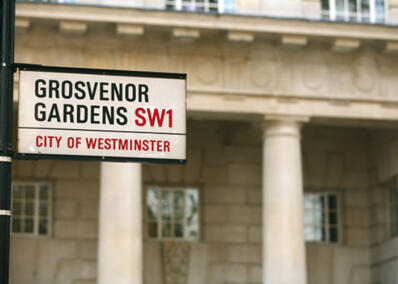 GROSVENOR
GARDENS SW1
CITY OF WESTMINSTER